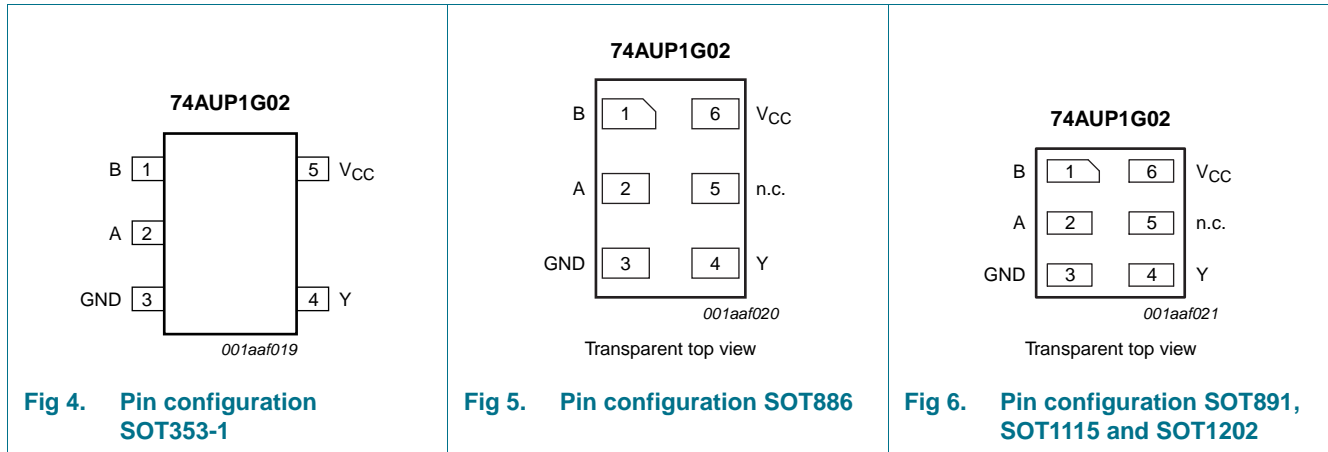 74AUP1G02
B 1
5 VCC
A 2
GND 3
4 Y
001aaf019
Fig 4. Pin configuration
SOT353-1
74AUP1G02
B 1
6 VCC
A 2
5 n.c.
GND 3
4 Y
001aaf020
Transparent top view
Fig 5. Pin configuration SOT886
74AUP1G02
B 1
6 VCC
A 2
5 n.c.
GND 3
4 Y
001aaf021
Transparent top view
Fig 6. Pin configuration SOT891,
SOT1115 and SOT1202